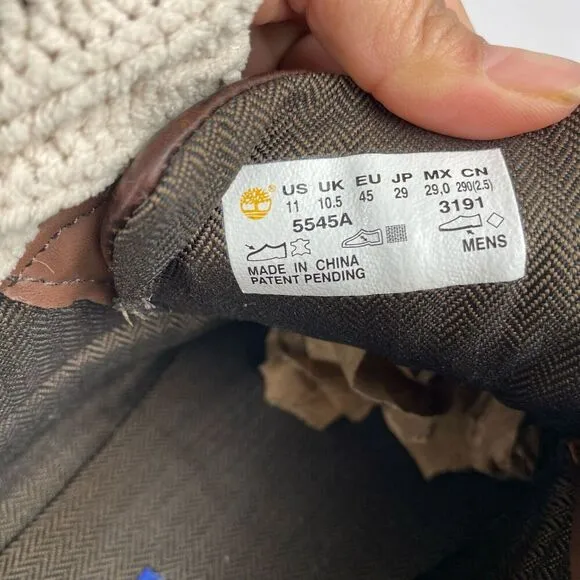 US UK EU JP MX CN
11 10.5 45 29 29,0 290(2.5)
5545A 3191
MENS
MADE IN CHINA
PATENT PENDING